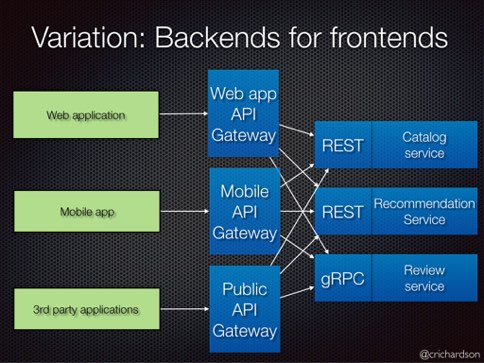 Variation: Backends for frontends
Web application
Web app
API
Gateway
REST
Catalog
service
Mobile app
Mobile
API
Gateway
REST
Recommendation
Service
3rd party applications
Public
API
Gateway
gRPC
Review
service
@crichardson